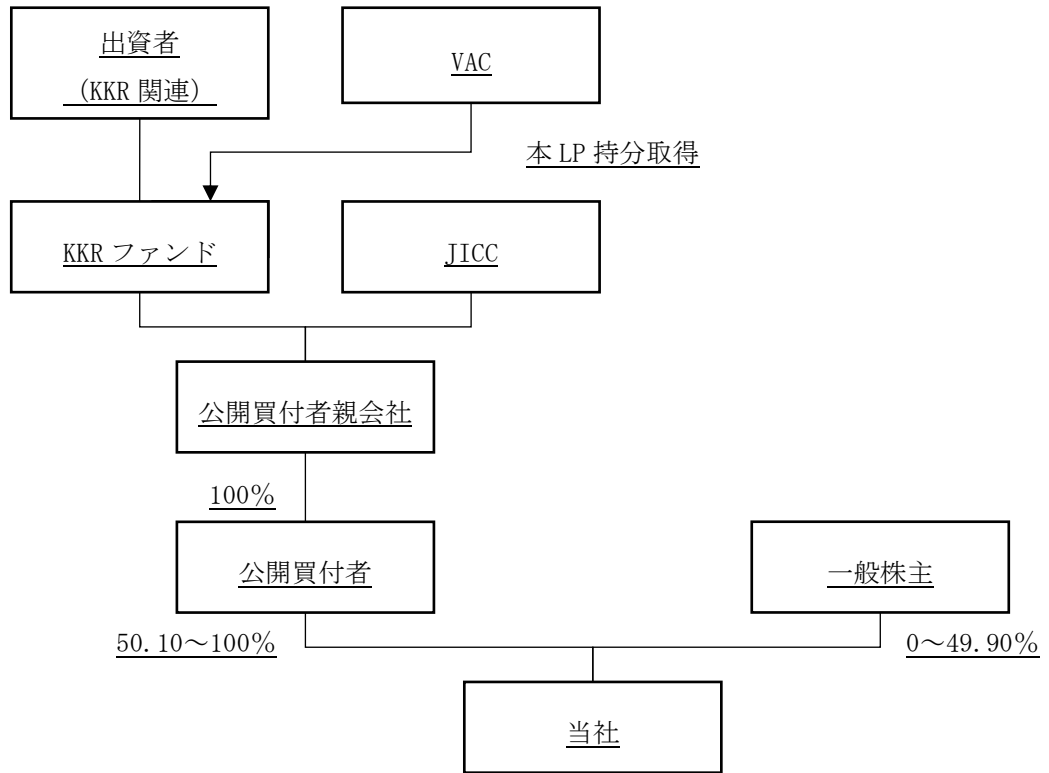 出資者
（KKR 関連）
VAC
本 LP 持分取得
KKR ファンド
JICC
公開買付者親会社
100％
公開買付者
一般株主
50.10～100％
0～49.90％
当社